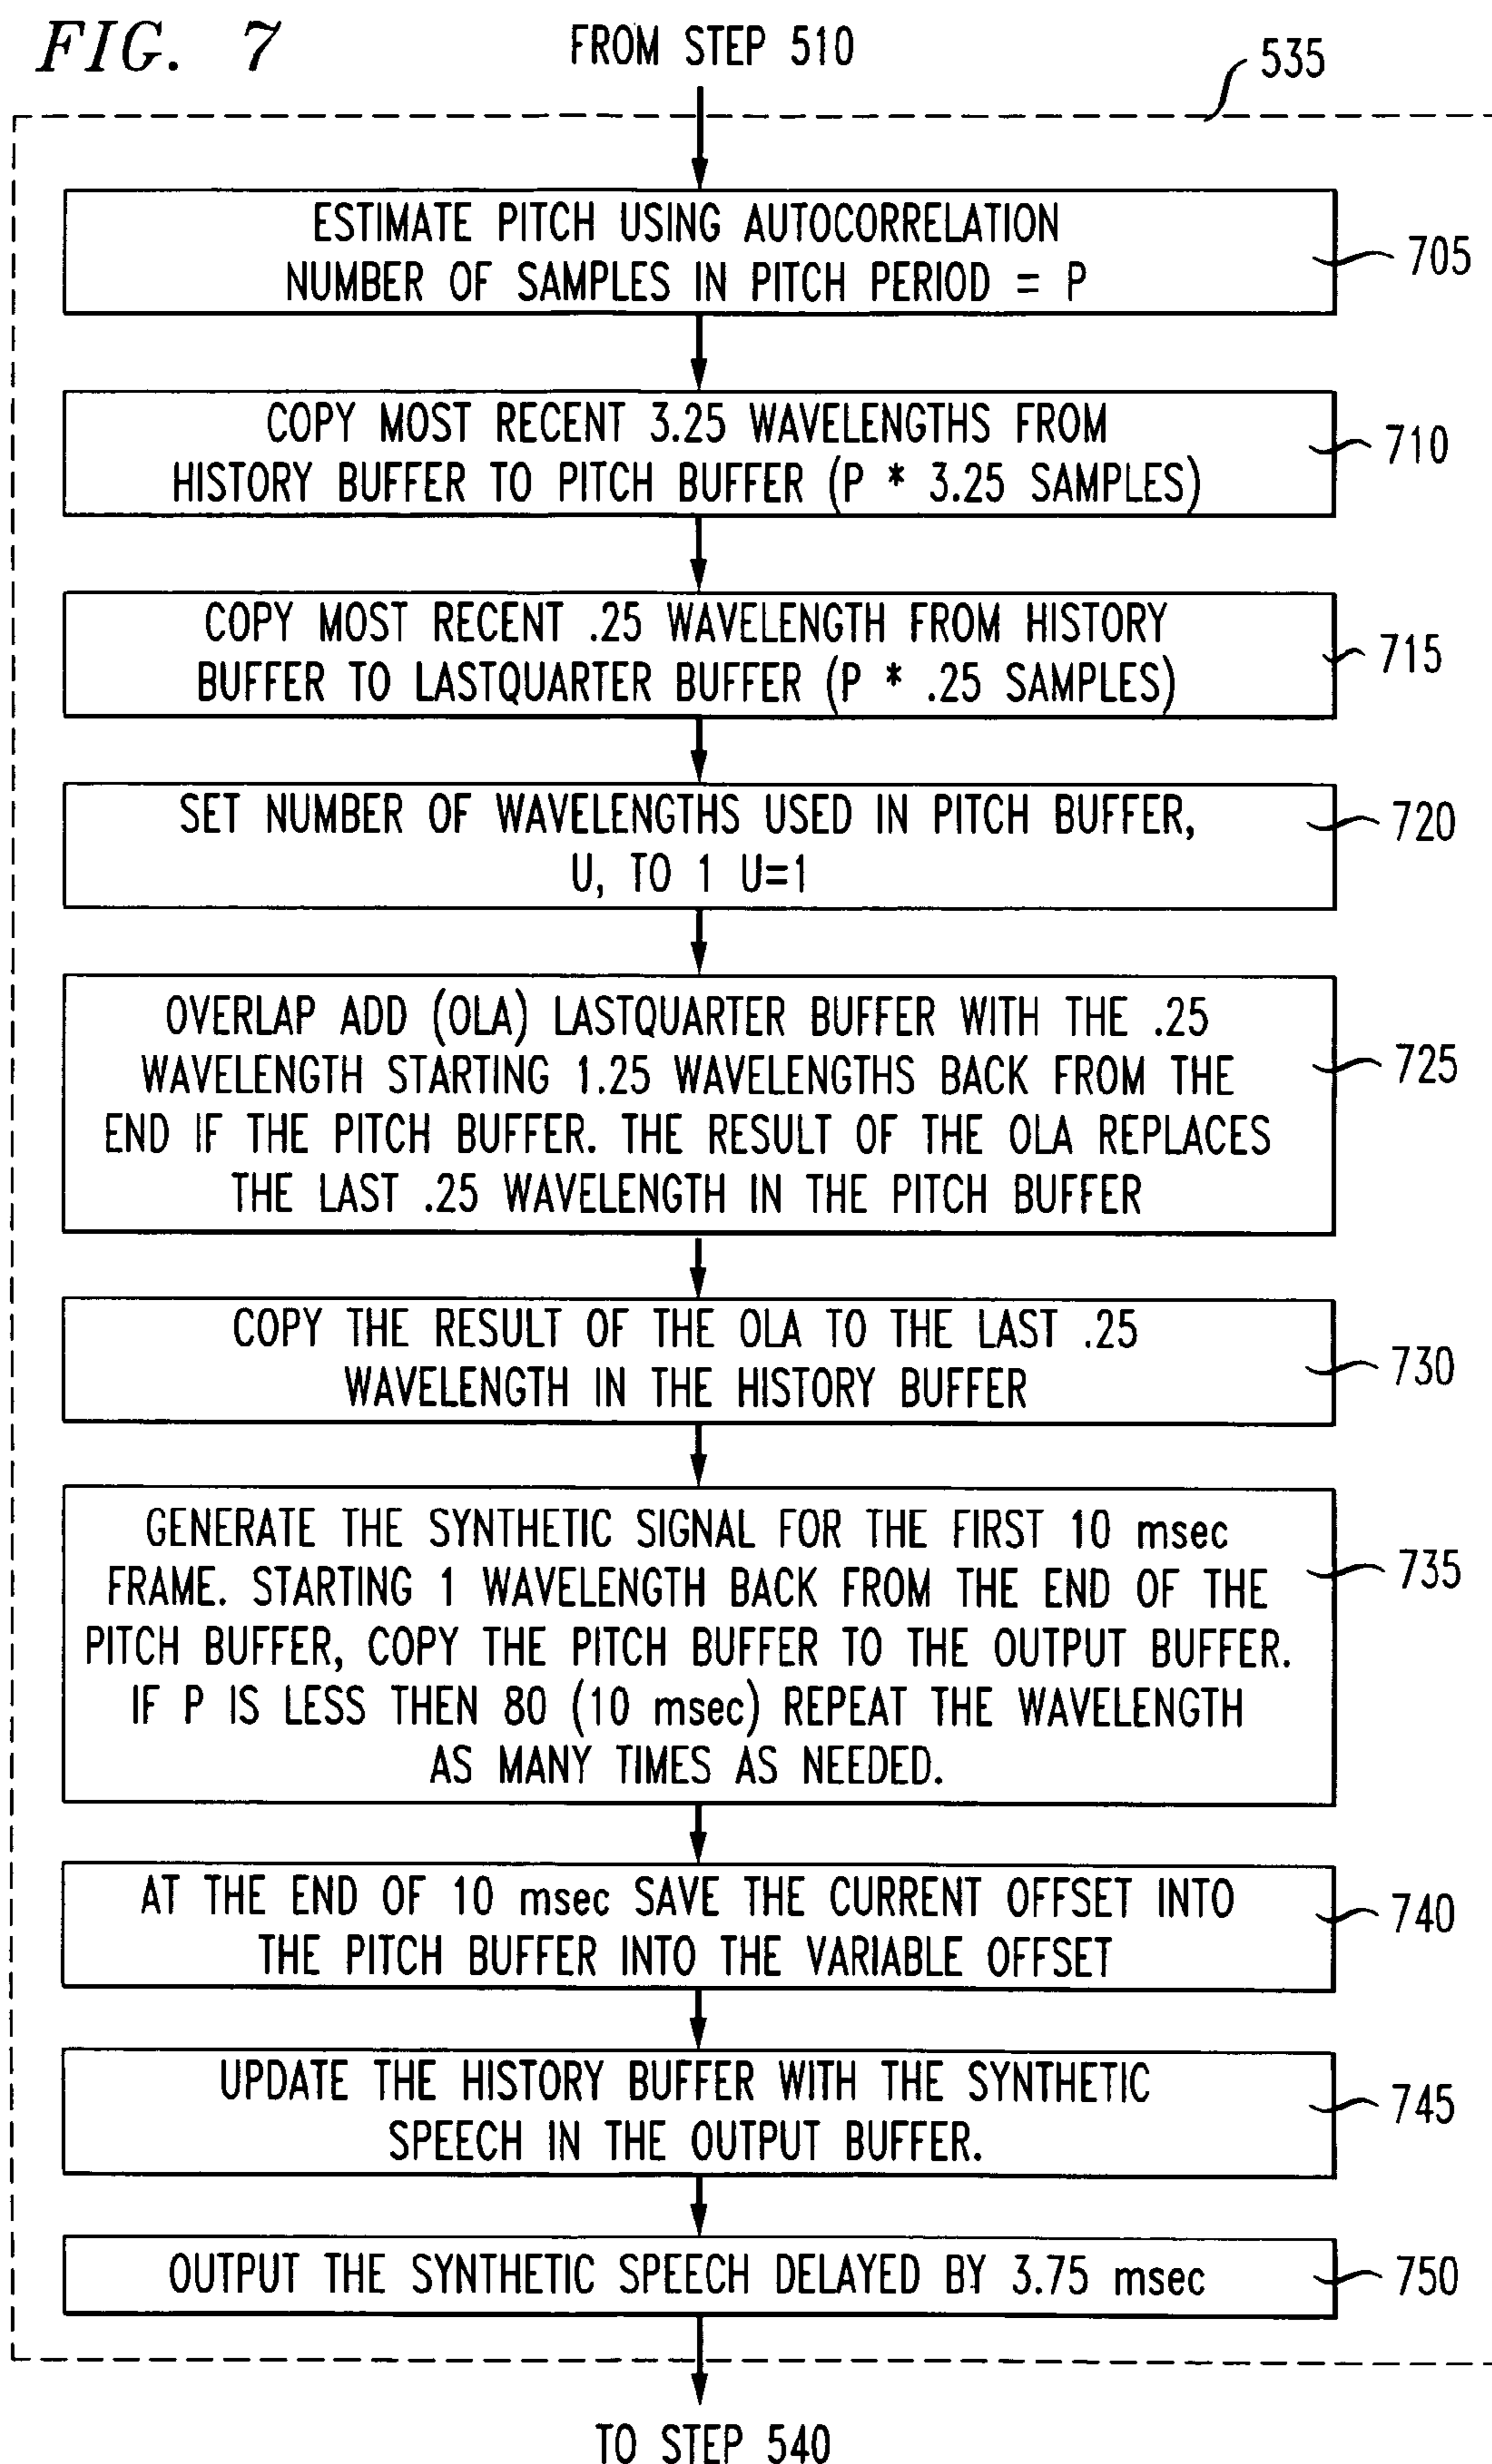 FIG. 7
FROM STEP 510
535
ESTIMATE PITCH USING AUTOCORRELATION
NUMBER OF SAMPLES IN PITCH PERIOD = P
705
COPY MOST RECENT 3.25 WAVELENGTHS FROM
HISTORY BUFFER TO PITCH BUFFER (P * 3.25 SAMPLES)
710
COPY MOST RECENT .25 WAVELENGTH FROM HISTORY
BUFFER TO LASTQUARTER BUFFER (P * .25 SAMPLES)
715
SET NUMBER OF WAVELENGTHS USED IN PITCH BUFFER,
U, TO 1 U=1
720
OVERLAP ADD (OLA) LASTQUARTER BUFFER WITH THE .25
WAVELENGTH STARTING 1.25 WAVELENGTHS BACK FROM THE
END IF THE PITCH BUFFER. THE RESULT OF THE OLA REPLACES
THE LAST .25 WAVELENGTH IN THE PITCH BUFFER
725
COPY THE RESULT OF THE OLA TO THE LAST .25
WAVELENGTH IN THE HISTORY BUFFER
730
GENERATE THE SYNTHETIC SIGNAL FOR THE FIRST 10 msec
FRAME. STARTING 1 WAVELENGTH BACK FROM THE END OF THE
PITCH BUFFER, COPY THE PITCH BUFFER TO THE OUTPUT BUFFER.
IF P IS LESS THEN 80 (10 msec) REPEAT THE WAVELENGTH
AS MANY TIMES AS NEEDED.
735
AT THE END OF 10 msec SAVE THE CURRENT OFFSET INTO
THE PITCH BUFFER INTO THE VARIABLE OFFSET
740
UPDATE THE HISTORY BUFFER WITH THE SYNTHETIC
SPEECH IN THE OUTPUT BUFFER.
745
OUTPUT THE SYNTHETIC SPEECH DELAYED BY 3.75 msec
750
TO STEP 540